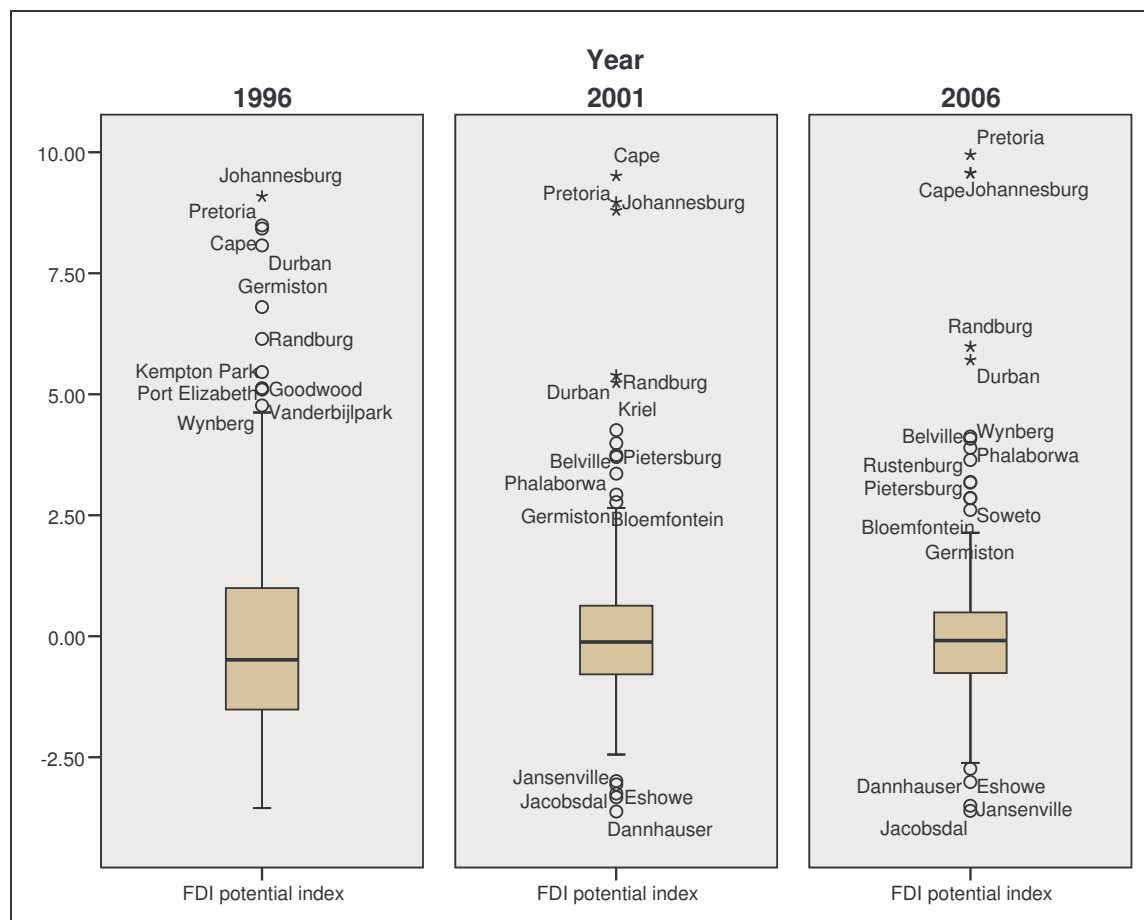 Year
1996
2001
2006
10.00
7.50
5.00
2.50
0.00
-2.50
Johannesburg
Pretoria
Cape
Durban
Germiston
Randburg
Kempton Park
Goodwood
Port Elizabeth
Vanderbijlpark
Wynberg
FDI potential index
Cape
Pretoria
Johannesburg
Randburg
Durban
Kriel
Belville
Pietersburg
Phalaborwa
Germiston
Bloemfontein
Jansenville
Jacobsdal
Eshowe
Dannhauser
FDI potential index
Pretoria
Cape
Johannesburg
Randburg
Durban
Belville
Wynberg
Phalaborwa
Rustenburg
Pietersburg
Soweto
Bloemfontein
Germiston
Dannhauser
Eshowe
Jansenville
Jacobsdal
FDI potential index